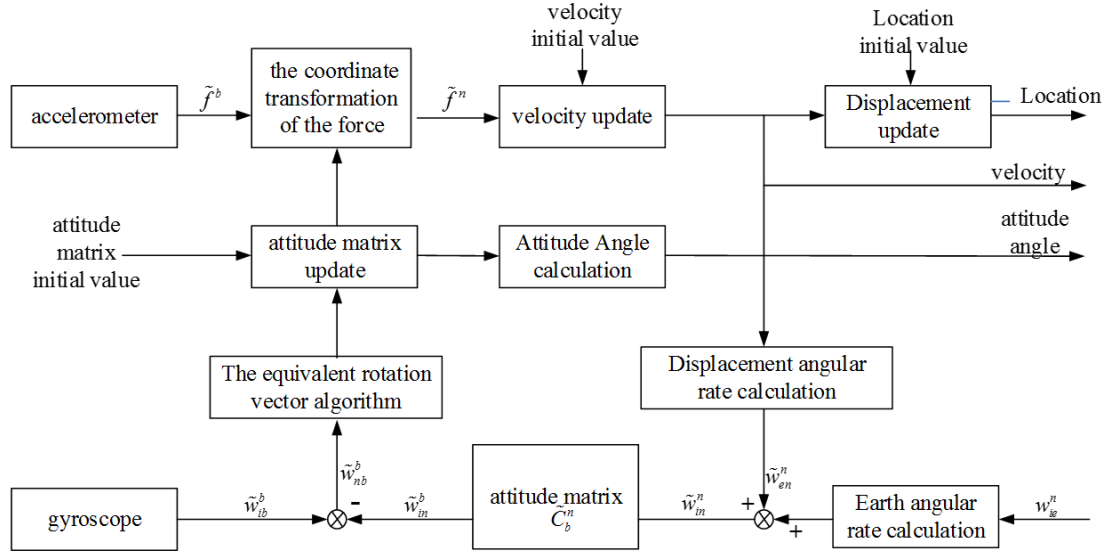 velocity
initial value
Location
initial value
accelerometer
f̃^b
the coordinate
transformation
of the force
f̃^n
velocity update
Displacement
update
Location
velocity
attitude
matrix
initial value
attitude matrix
update
Attitude Angle
calculation
attitude
angle
The equivalent rotation
vector algorithm
Displacement angular
rate calculation
w̃^b_nb
w̃^n_en
gyroscope
w̃^b_ib
-
w̃^b_in
attitude matrix
C̃^n_b
w̃^n_in
+
+
Earth angular
rate calculation
w^n_ie